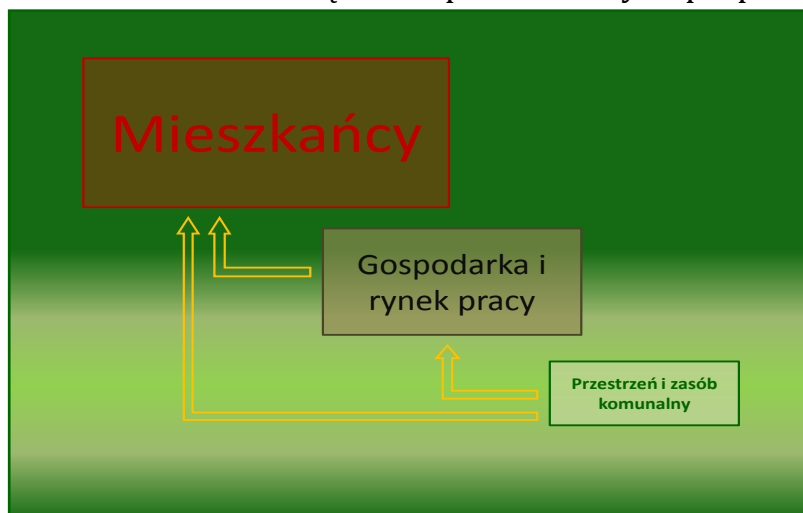 Mieszkańcy
Gospodarka i
rynek pracy
Przestrzeń i zasób
komunalny